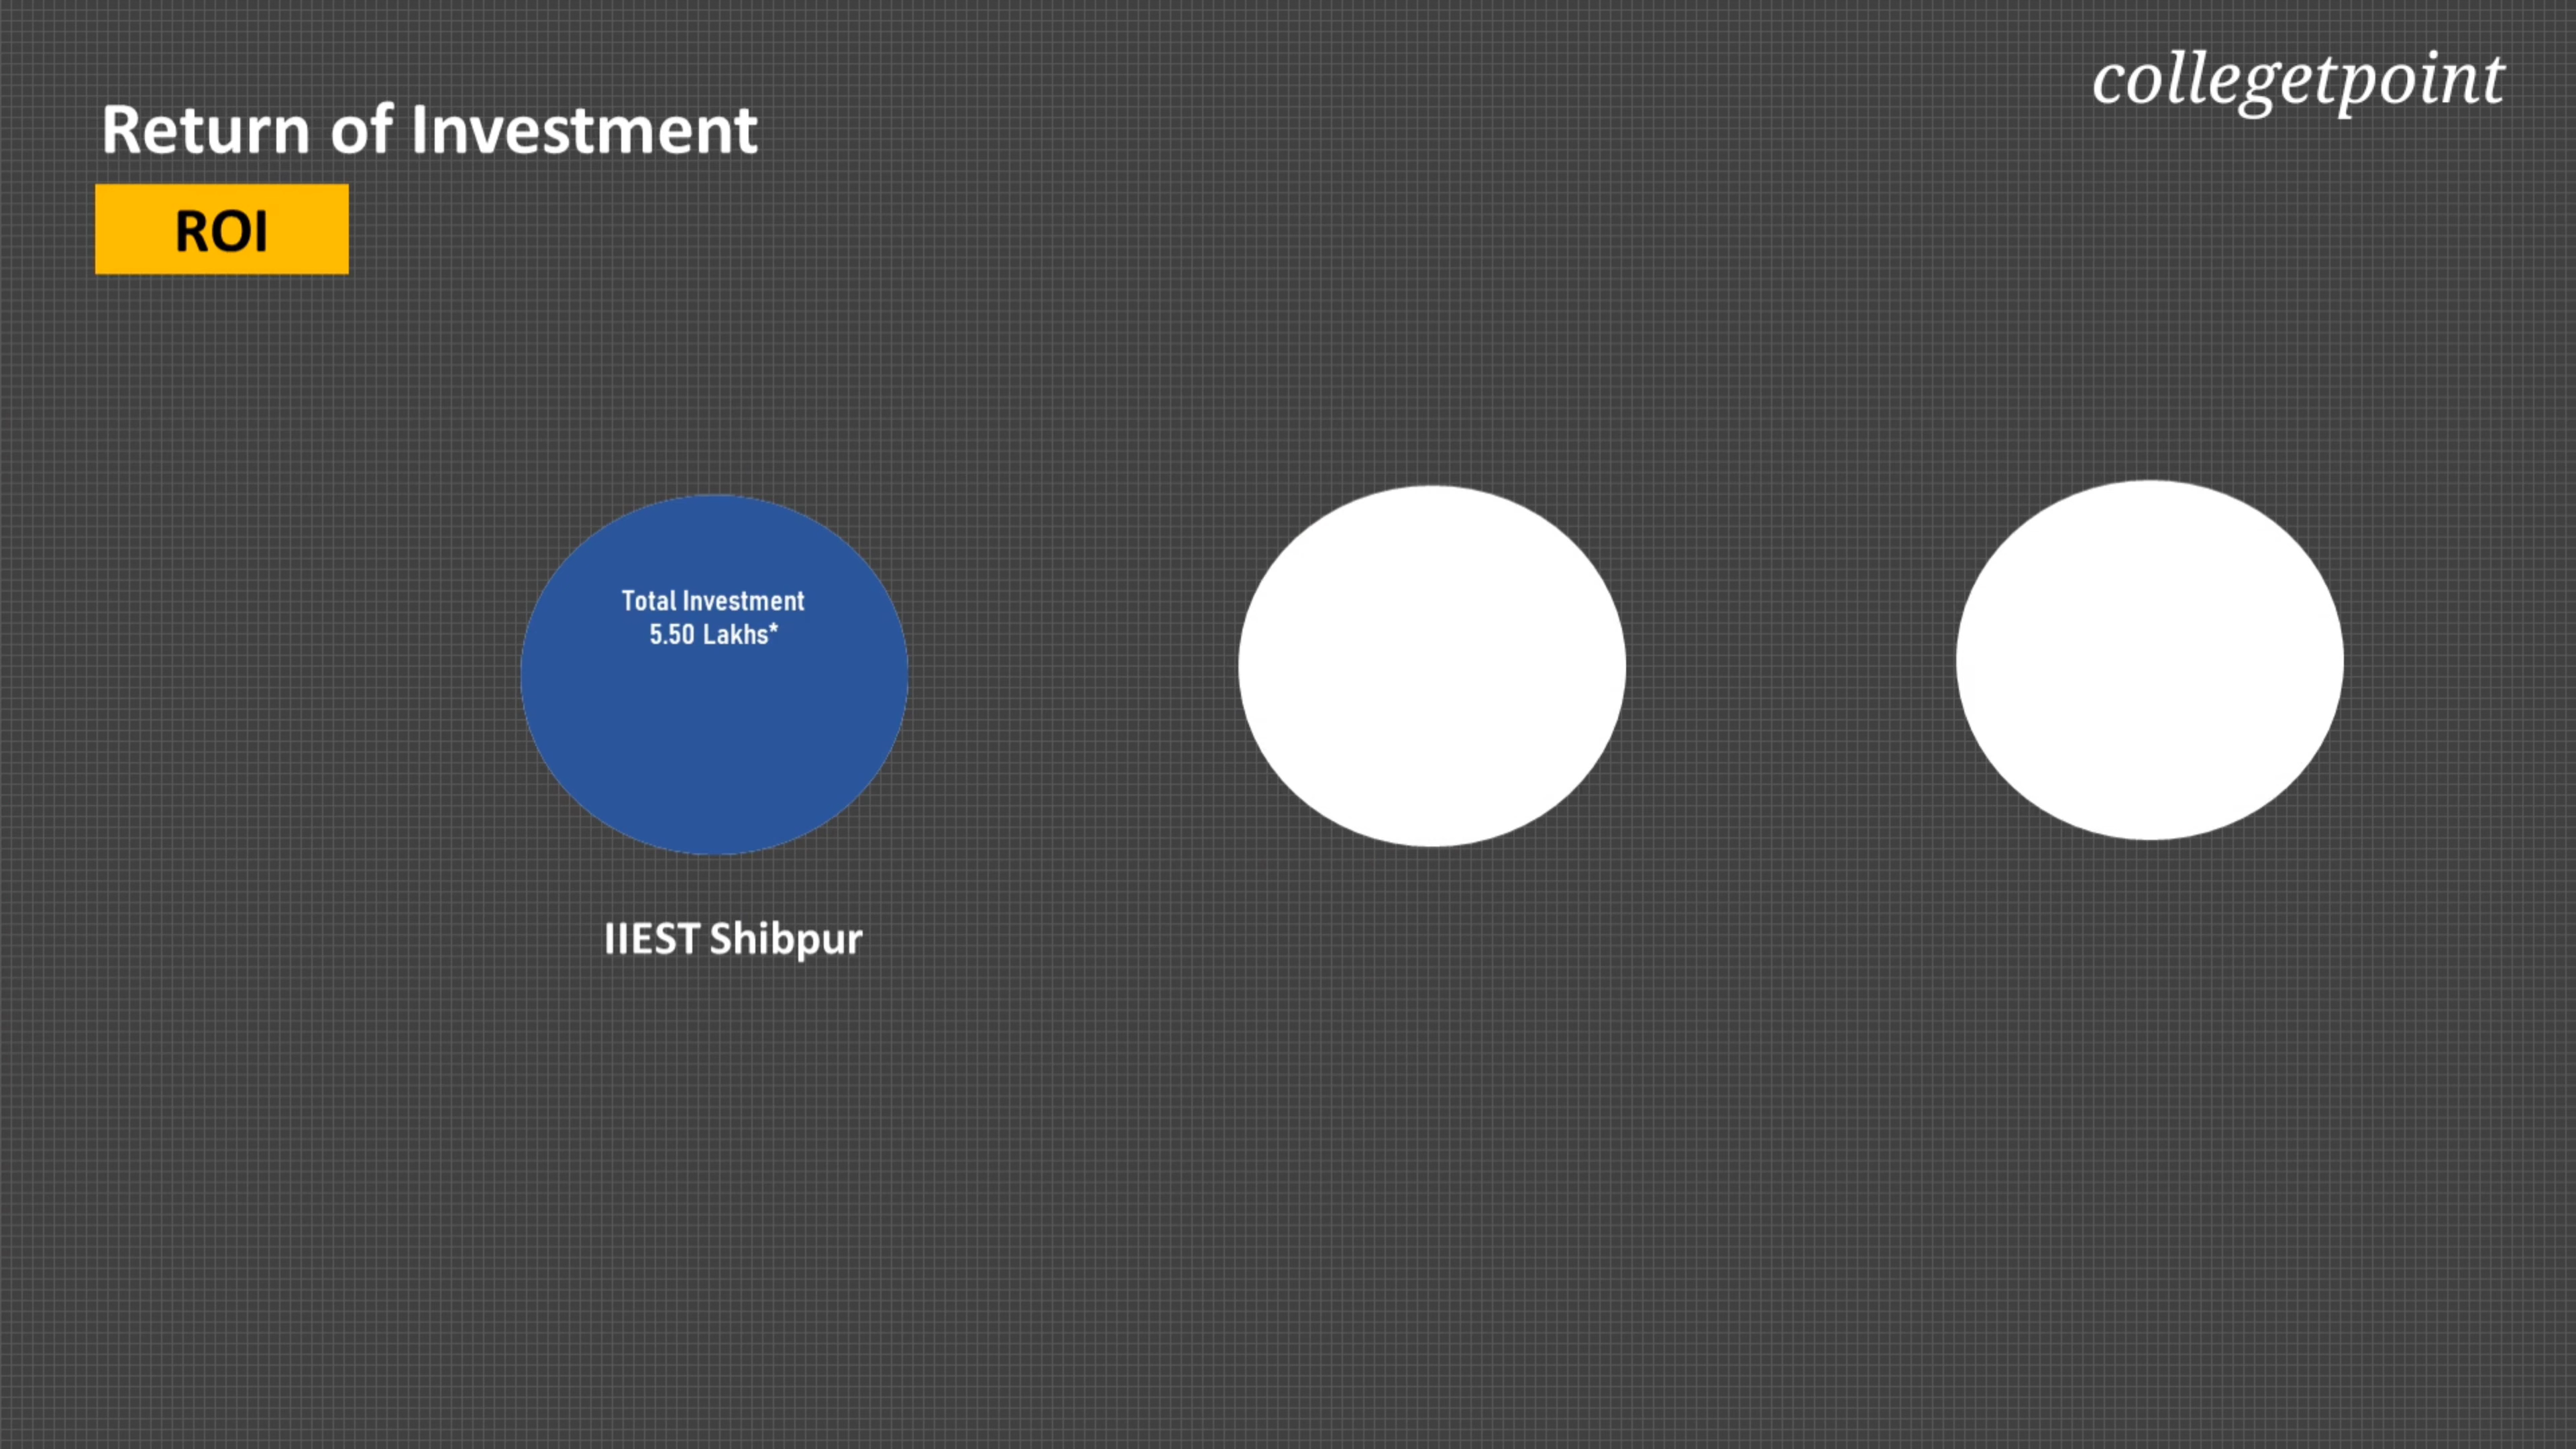 collegetpoint
Return of Investment
ROI
Total Investment
5.50 Lakhs*
IIEST Shibpur